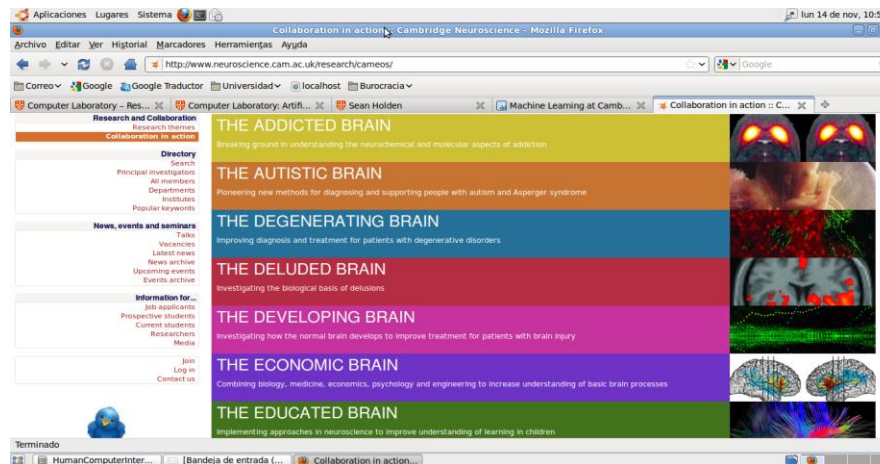 Aplicaciones Lugares Sistema
lun 14 de nov, 10:5
Collaboration in action :: Cambridge Neuroscience - Mozilla Firefox
Archivo Editar Ver Historial Marcadores Herramientas Ayuda
http://www.neuroscience.cam.ac.uk/research/cameos/
Google
Correo Google Google Traductor Universidad localhost Burocracia
Computer Laboratory – Res... Computer Laboratory: Artifi... Sean Holden Machine Learning at Camb... Collaboration in action :: C...
Research and Collaboration
Research themes
Collaboration in action
Directory
Search
Principal investigators
All members
Departments
Institutes
Popular keywords
News, events and seminars
Talks
Vacancies
Latest news
News archive
Upcoming events
Events archive
Information for...
Job applicants
Prospective students
Current students
Researchers
Media
Join
Log in
Contact us
THE ADDICTED BRAIN
Breaking ground in understanding the neurochemical and molecular aspects of addiction
THE AUTISTIC BRAIN
Pioneering new methods for diagnosing and supporting people with autism and Asperger syndrome
THE DEGENERATING BRAIN
Improving diagnosis and treatment for patients with degenerative disorders
THE DELUDED BRAIN
Investigating the biological basis of delusions
THE DEVELOPING BRAIN
Investigating how the normal brain develops to improve treatment for patients with brain injury
THE ECONOMIC BRAIN
Combining biology, medicine, economics, psychology and engineering to increase understanding of basic brain processes
THE EDUCATED BRAIN
Implementing approaches in neuroscience to improve understanding of learning in children
Terminado
HumanComputerInter... [Bandeja de entrada (... Collaboration in action...